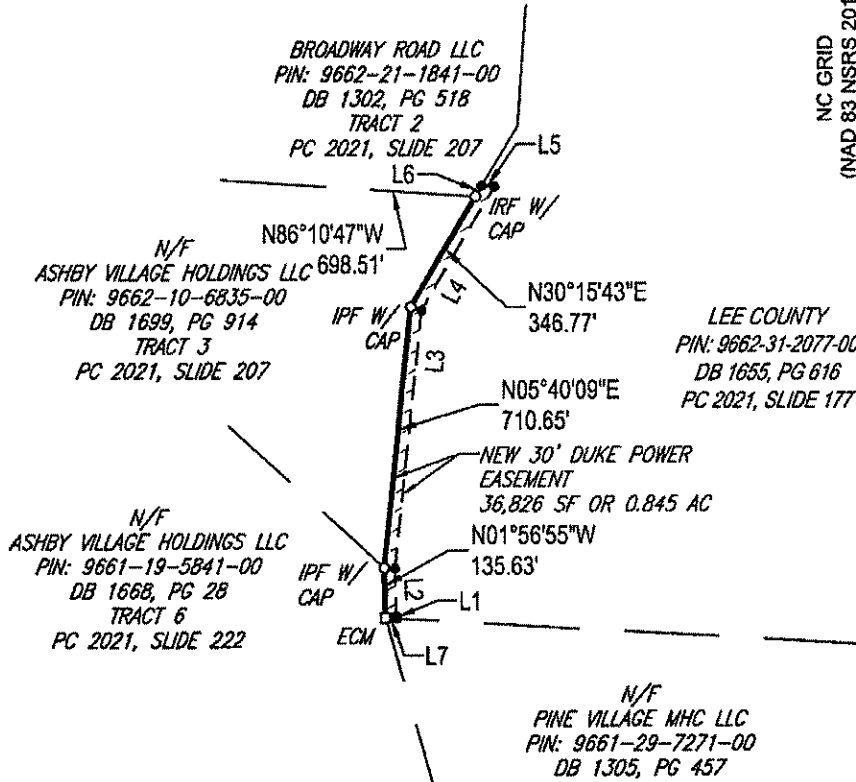 BROADWAY ROAD LLC
PIN: 9662-21-1841-00
DB 1302, PG 518
TRACT 2
PC 2021, SLIDE 207
NC GRID
(NAD 83 NSRS 201
L5
L6
IRF W/
CAP
N86°10'47"W
698.51'
N/F
ASHBY VILLAGE HOLDINGS LLC
PIN: 9662-10-6835-00
DB 1699, PG 914
TRACT 3
PC 2021, SLIDE 207
IPF W/
CAP
L4
N30°15'43"E
346.77'
LEE COUNTY
PIN: 9662-31-2077-00
DB 1655, PG 616
PC 2021, SLIDE 177
L3
N05°40'09"E
710.65'
NEW 30' DUKE POWER
EASEMENT
36,826 SF OR 0.845 AC
N/F
ASHBY VILLAGE HOLDINGS LLC
PIN: 9661-19-5841-00
DB 1668, PG 28
TRACT 6
PC 2021, SLIDE 222
IPF W/
CAP
N01°56'55"W
135.63'
L2
L1
ECM
L7
N/F
PINE VILLAGE MHC LLC
PIN: 9661-29-7271-00
DB 1305, PG 457